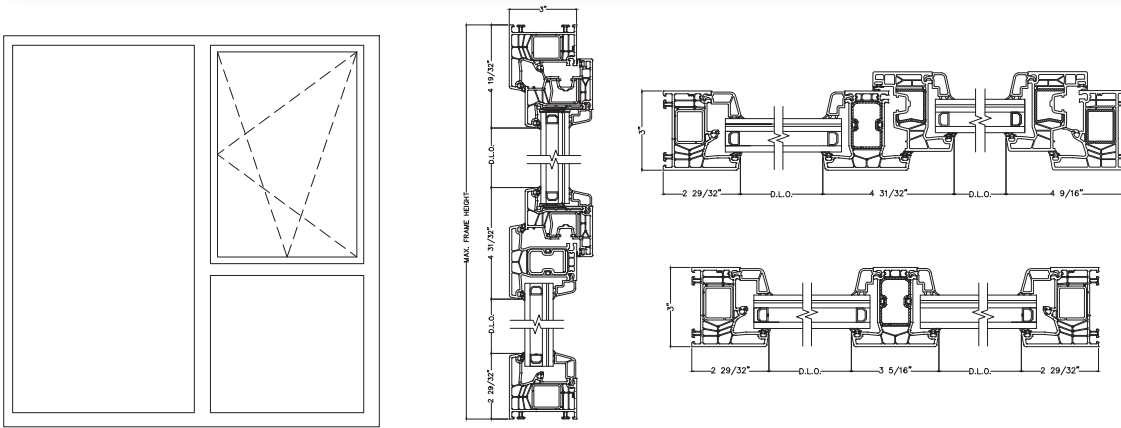 3"
4 19/32"
D.L.O.
MAX. FRAME HEIGHT
4 31/32"
D.L.O.
2 29/32"
3"
2 29/32"
D.L.O.
4 31/32"
D.L.O.
4 9/16"
3"
2 29/32"
D.L.O.
3 5/16"
D.L.O.
2 29/32"